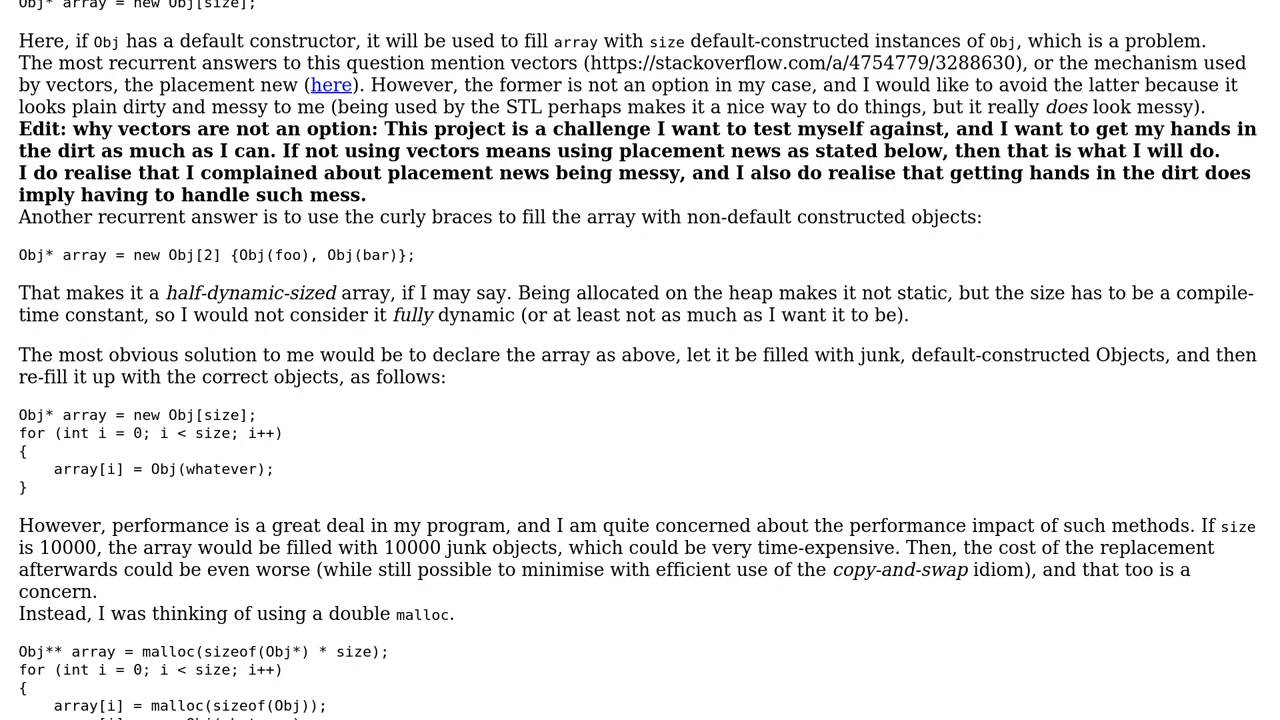 Obj* array = new Obj[size];
Here, if Obj has a default constructor, it will be used to fill array with size default-constructed instances of Obj, which is a problem.
The most recurrent answers to this question mention vectors (https://stackoverflow.com/a/4754779/3288630), or the mechanism used
by vectors, the placement new (here). However, the former is not an option in my case, and I would like to avoid the latter because it
looks plain dirty and messy to me (being used by the STL perhaps makes it a nice way to do things, but it really does look messy).
Edit: why vectors are not an option: This project is a challenge I want to test myself against, and I want to get my hands in
the dirt as much as I can. If not using vectors means using placement news as stated below, then that is what I will do.
I do realise that I complained about placement news being messy, and I also do realise that getting hands in the dirt does
imply having to handle such mess.
Another recurrent answer is to use the curly braces to fill the array with non-default constructed objects:
Obj* array = new Obj[2] {Obj(foo), Obj(bar)};
That makes it a half-dynamic-sized array, if I may say. Being allocated on the heap makes it not static, but the size has to be a compile-
time constant, so I would not consider it fully dynamic (or at least not as much as I want it to be).
The most obvious solution to me would be to declare the array as above, let it be filled with junk, default-constructed Objects, and then
re-fill it up with the correct objects, as follows:
Obj* array = new Obj[size];
for (int i = 0; i < size; i++)
{
    array[i] = Obj(whatever);
}
However, performance is a great deal in my program, and I am quite concerned about the performance impact of such methods. If size
is 10000, the array would be filled with 10000 junk objects, which could be very time-expensive. Then, the cost of the replacement
afterwards could be even worse (while still possible to minimise with efficient use of the copy-and-swap idiom), and that too is a
concern.
Instead, I was thinking of using a double malloc.
Obj** array = malloc(sizeof(Obj*) * size);
for (int i = 0; i < size; i++)
{
    array[i] = malloc(sizeof(Obj));